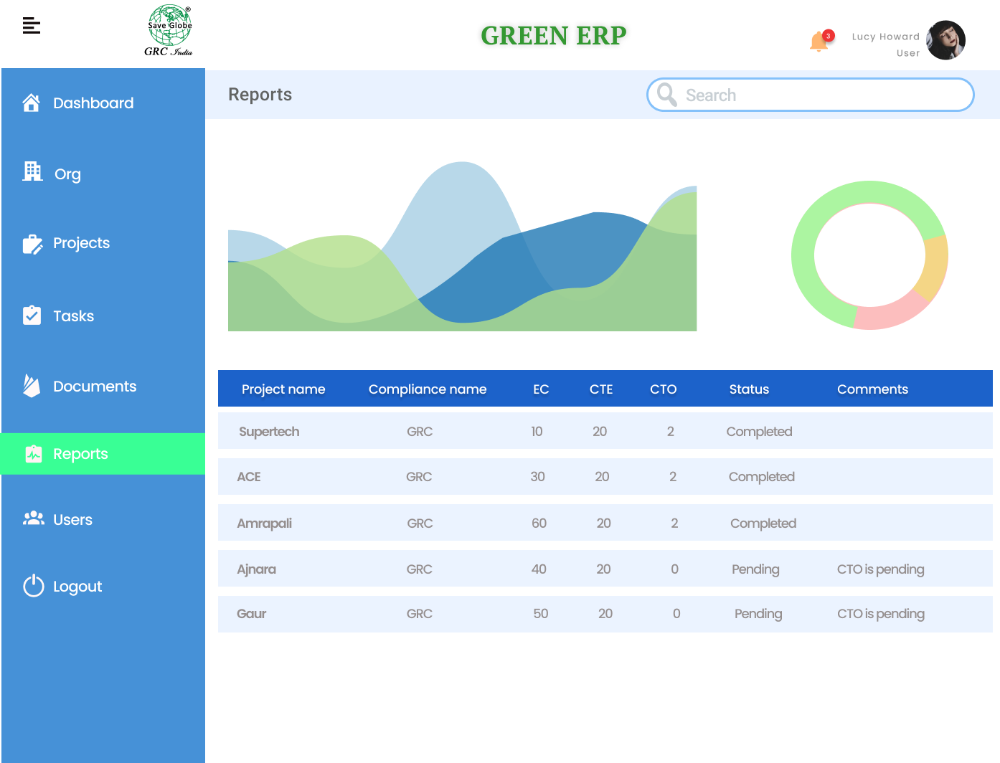 Save Globe ®
GRC India
GREEN ERP
3
Lucy Howard
User
Dashboard
Org
Projects
Tasks
Documents
Reports
Users
Logout
Reports
Search
Project name Compliance name EC CTE CTO Status Comments
Supertech GRC 10 20 2 Completed
ACE GRC 30 20 2 Completed
Amrapali GRC 60 20 2 Completed
Ajnara GRC 40 20 0 Pending CTO is pending
Gaur GRC 50 20 0 Pending CTO is pending